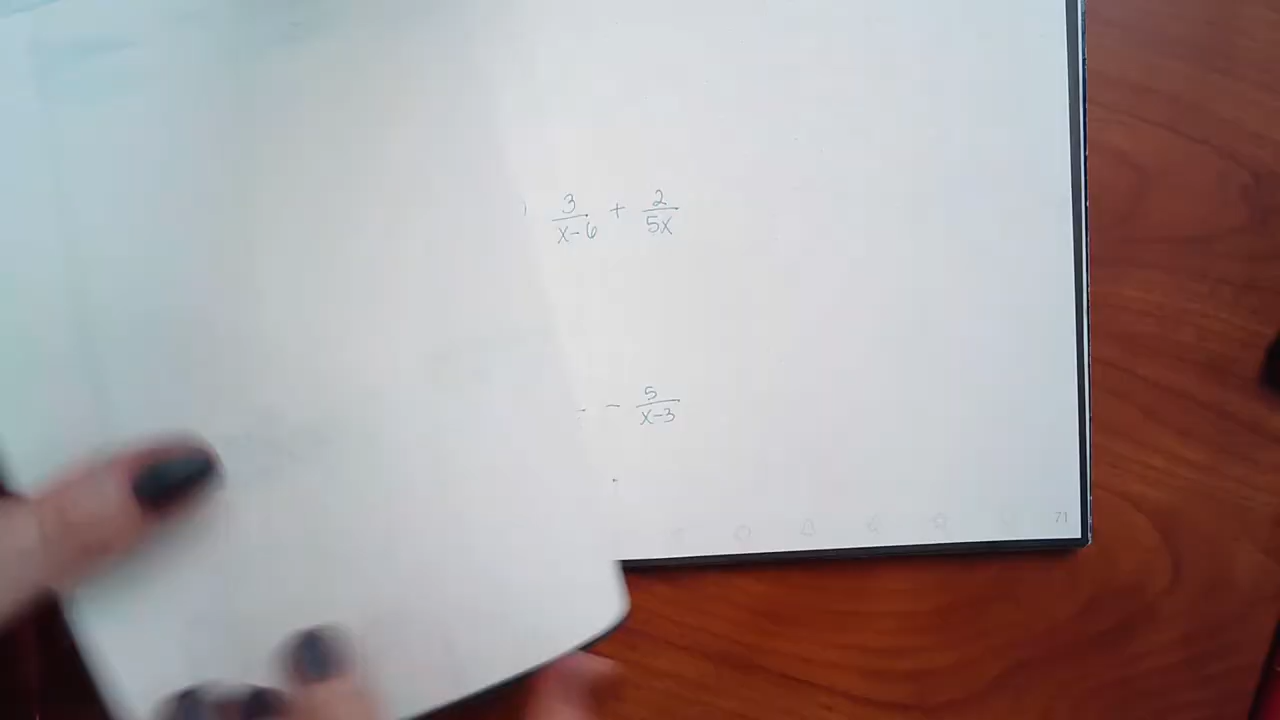 3/(x-6) + 2/(5x)
- 5/(x-3)
71